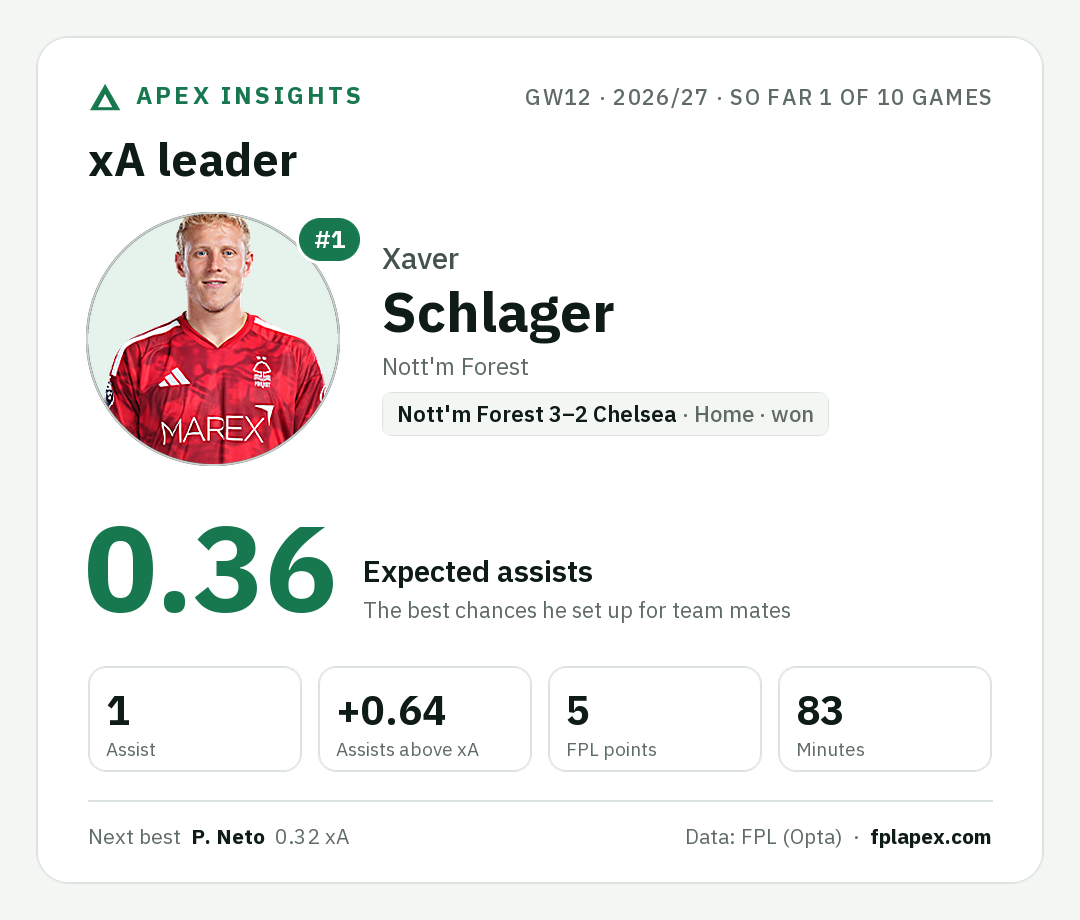 APEX INSIGHTS
GW12 · 2026/27 · SO FAR 1 OF 10 GAMES
xA leader
#1
Xaver
Schlager
Nott'm Forest
Nott'm Forest 3–2 Chelsea · Home · won
MAREX
0.36
Expected assists
The best chances he set up for team mates
1
Assist
+0.64
Assists above xA
5
FPL points
83
Minutes
Next best P. Neto 0.32 xA
Data: FPL (Opta) · fplapex.com